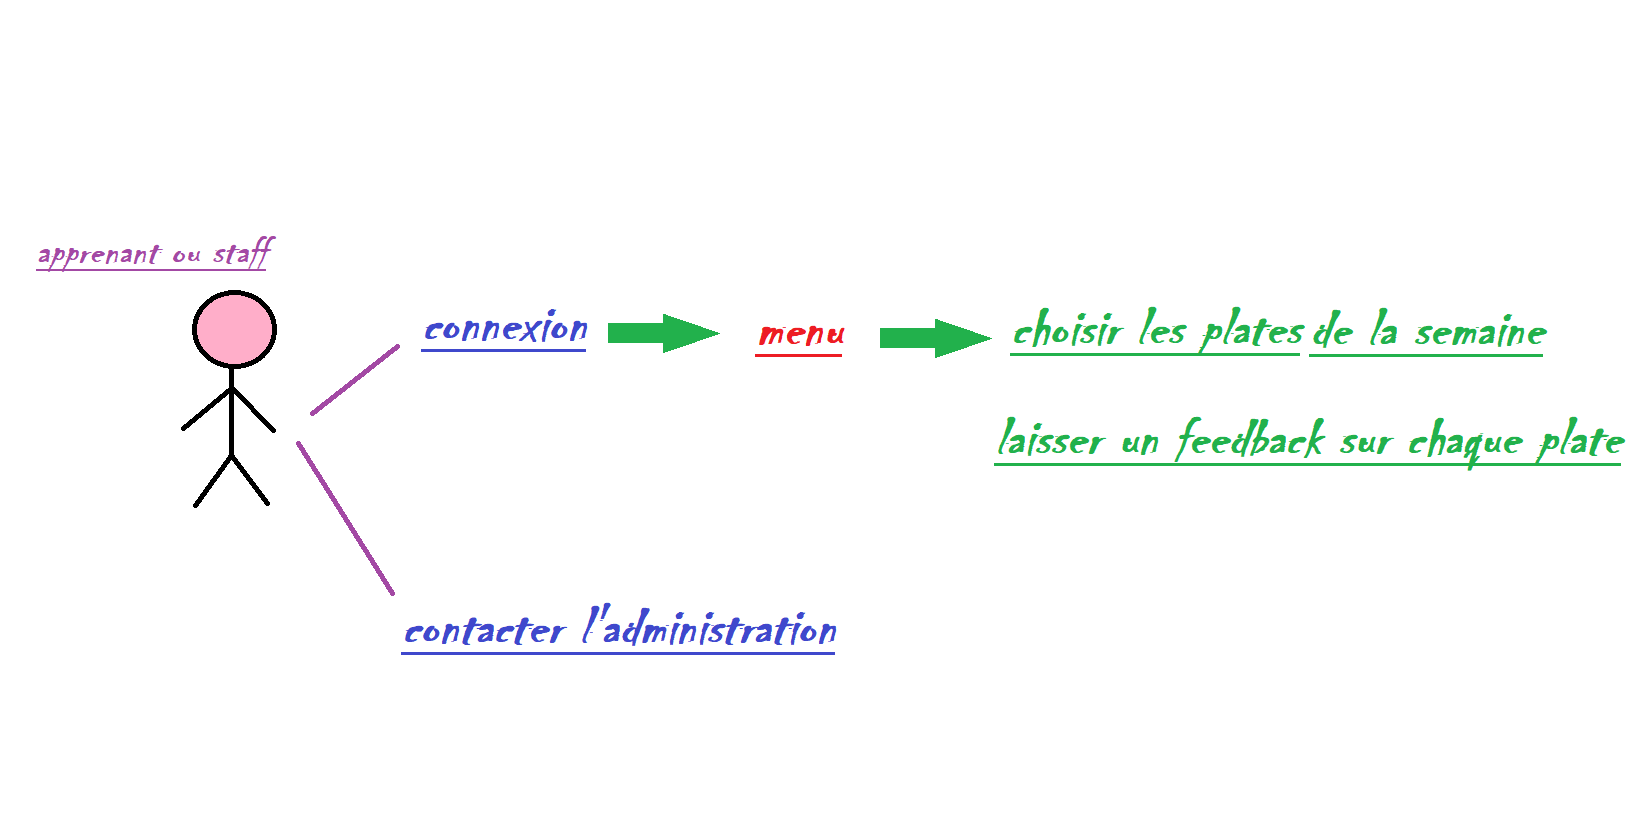 apprenant ou staff
connexion
menu
choisir les plates de la semaine
laisser un feedback sur chaque plate
contacter l'administration